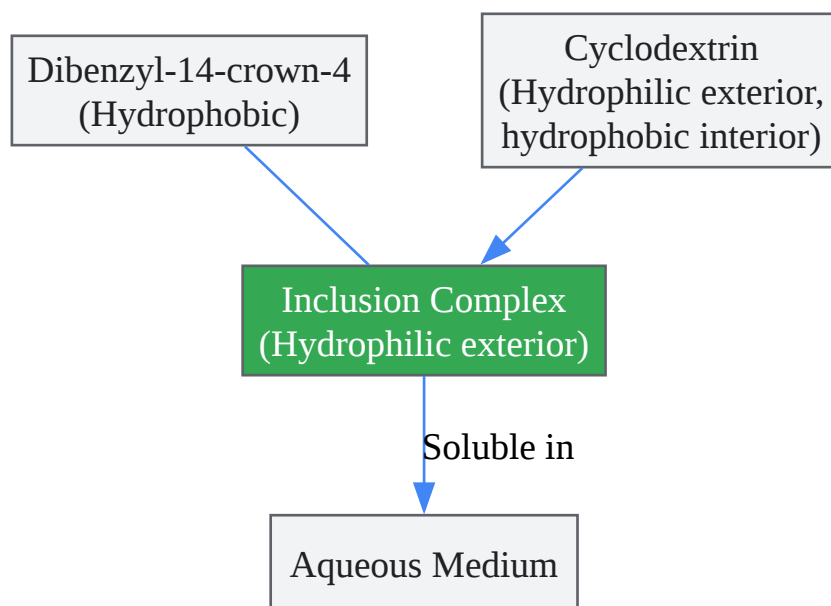 Dibenzyl-14-crown-4
(Hydrophobic)
Cyclodextrin
(Hydrophilic exterior,
hydrophobic interior)
Inclusion Complex
(Hydrophilic exterior)
Soluble in
Aqueous Medium